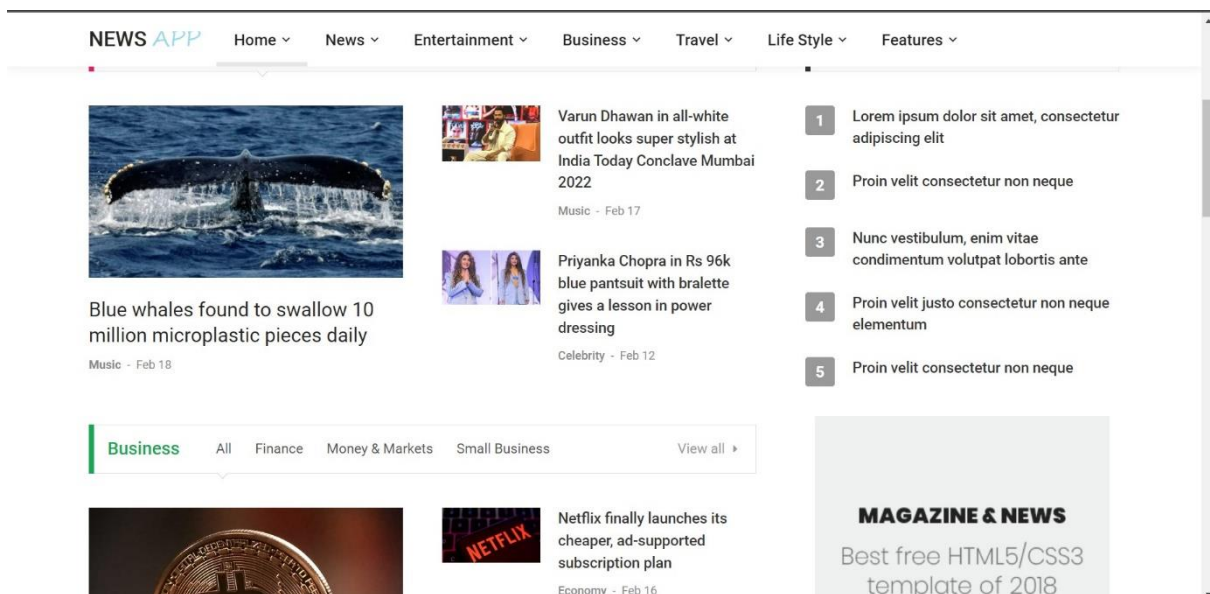 NEWS APP
Home
News
Entertainment
Business
Travel
Life Style
Features
Blue whales found to swallow 10
million microplastic pieces daily
Music - Feb 18
Varun Dhawan in all-white
outfit looks super stylish at
India Today Conclave Mumbai
2022
Music - Feb 17
Priyanka Chopra in Rs 96k
blue pantsuit with bralette
gives a lesson in power
dressing
Celebrity - Feb 12
1 Lorem ipsum dolor sit amet, consectetur
adipiscing elit
2 Proin velit consectetur non neque
3 Nunc vestibulum, enim vitae
condimentum volutpat lobortis ante
4 Proin velit justo consectetur non neque
elementum
5 Proin velit consectetur non neque
Business
All
Finance
Money & Markets
Small Business
View all
NETFLIX
Netflix finally launches its
cheaper, ad-supported
subscription plan
Economy - Feb 16
MAGAZINE & NEWS
Best free HTML5/CSS3
template of 2018